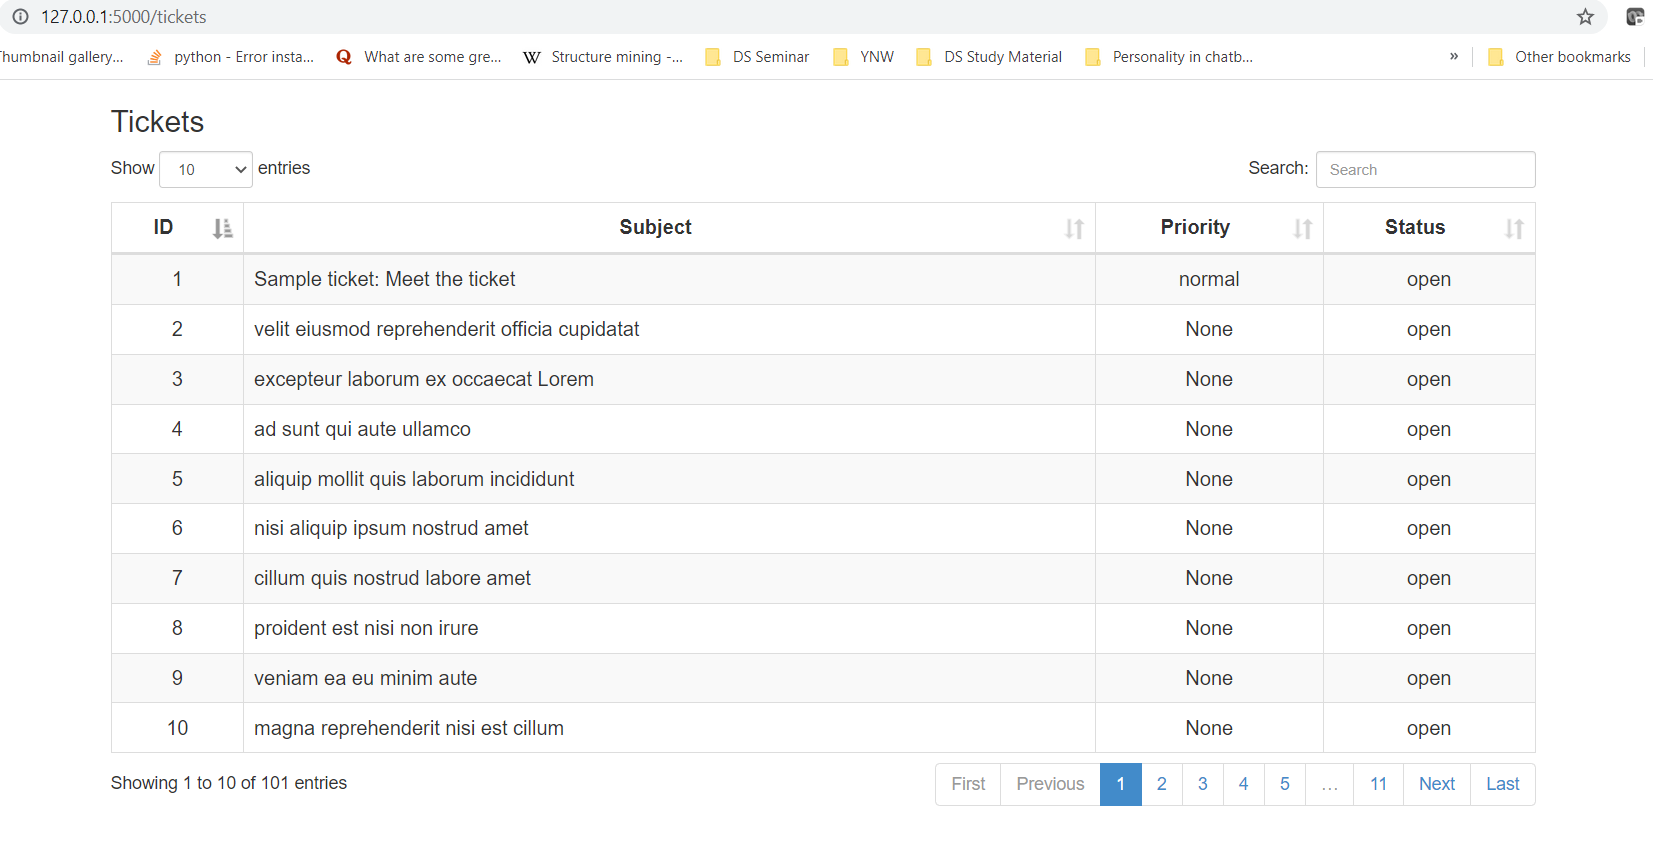 127.0.0.1:5000/tickets
humbnail gallery... python - Error insta... Q What are some gre... W Structure mining -... DS Seminar YNW DS Study Material Personality in chatb... » Other bookmarks
Tickets
Show 10 entries Search: Search
ID Subject Priority Status
1 Sample ticket: Meet the ticket normal open
2 velit eiusmod reprehenderit officia cupidatat None open
3 excepteur laborum ex occaecat Lorem None open
4 ad sunt qui aute ullamco None open
5 aliquip mollit quis laborum incididunt None open
6 nisi aliquip ipsum nostrud amet None open
7 cillum quis nostrud labore amet None open
8 proident est nisi non irure None open
9 veniam ea eu minim aute None open
10 magna reprehenderit nisi est cillum None open
Showing 1 to 10 of 101 entries First Previous 1 2 3 4 5 … 11 Next Last